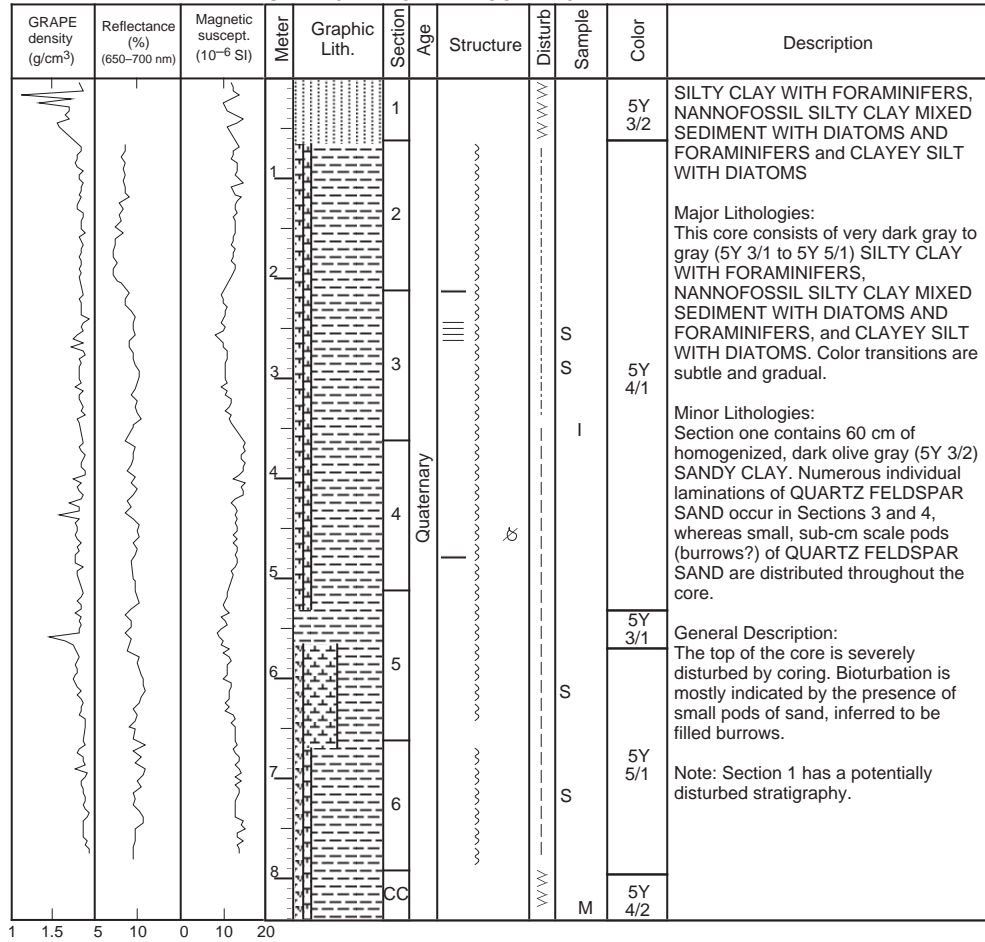 GRAPE
density
(g/cm3)
Reflectance
(%)
(650–700 nm)
Magnetic
suscept.
(10–6 SI)
Meter
Graphic
Lith.
Section
Age
Structure
Disturb
Sample
Color
Description
1
2
3
4
5
6
7
8
1
2
3
4
5
6
CC
Quaternary
S
S
I
S
S
M
5Y
3/2
5Y
4/1
5Y
3/1
5Y
5/1
5Y
4/2
SILTY CLAY WITH FORAMINIFERS,
NANNOFOSSIL SILTY CLAY MIXED
SEDIMENT WITH DIATOMS AND
FORAMINIFERS and CLAYEY SILT
WITH DIATOMS
Major Lithologies:
This core consists of very dark gray to
gray (5Y 3/1 to 5Y 5/1) SILTY CLAY
WITH FORAMINIFERS,
NANNOFOSSIL SILTY CLAY MIXED
SEDIMENT WITH DIATOMS AND
FORAMINIFERS, and CLAYEY SILT
WITH DIATOMS. Color transitions are
subtle and gradual.
Minor Lithologies:
Section one contains 60 cm of
homogenized, dark olive gray (5Y 3/2)
SANDY CLAY. Numerous individual
laminations of QUARTZ FELDSPAR
SAND occur in Sections 3 and 4,
whereas small, sub-cm scale pods
(burrows?) of QUARTZ FELDSPAR
SAND are distributed throughout the
core.
General Description:
The top of the core is severely
disturbed by coring. Bioturbation is
mostly indicated by the presence of
small pods of sand, inferred to be
filled burrows.
Note: Section 1 has a potentially
disturbed stratigraphy.
1 1.5 5 10 0 10 20